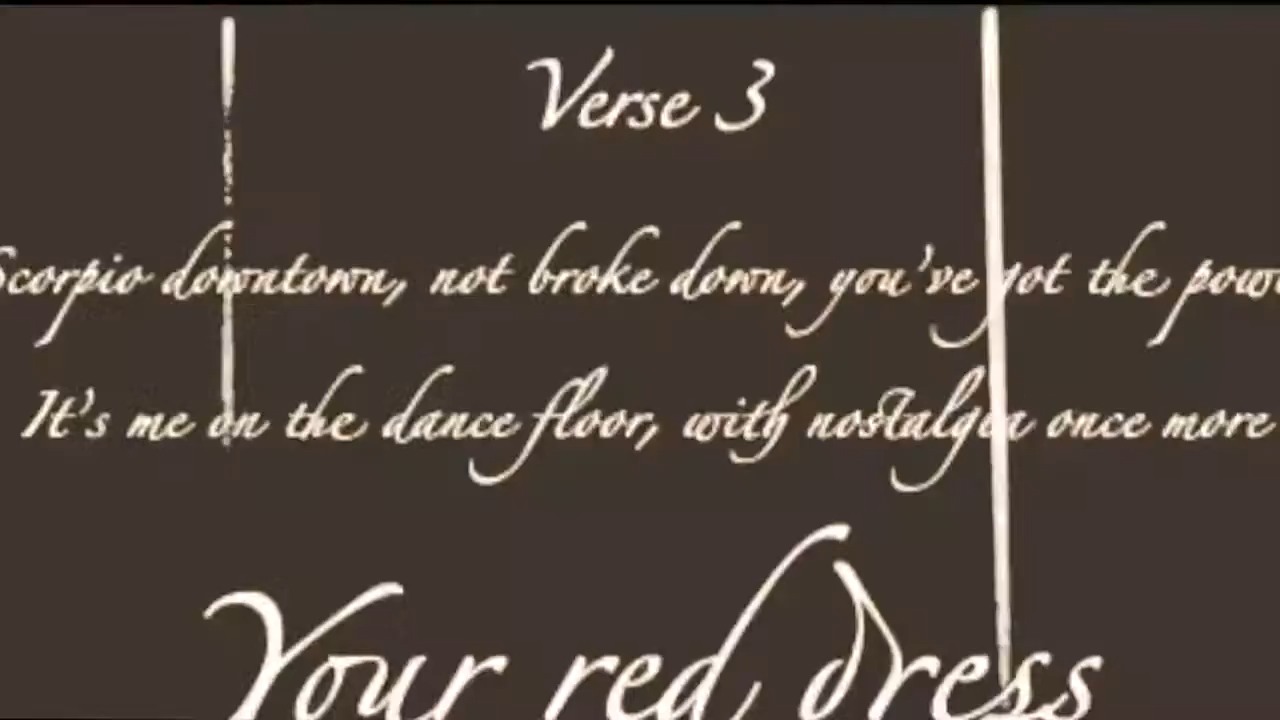 Verse 3
Scorpio downtown, not broke down, you've got the
It's me on the dance floor, with nostalgia once more
Your red dress